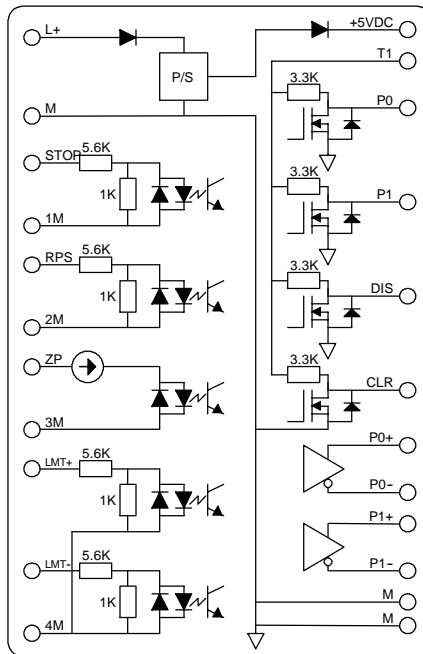 L+
P/S
M
STOP
5.6K
1K
1M
RPS
5.6K
1K
2M
ZP
3M
LMT+
5.6K
1K
LMT-
5.6K
1K
4M
+5VDC
T1
3.3K
P0
3.3K
P1
3.3K
DIS
3.3K
CLR
P0+
P0-
P1+
P1-
M
M